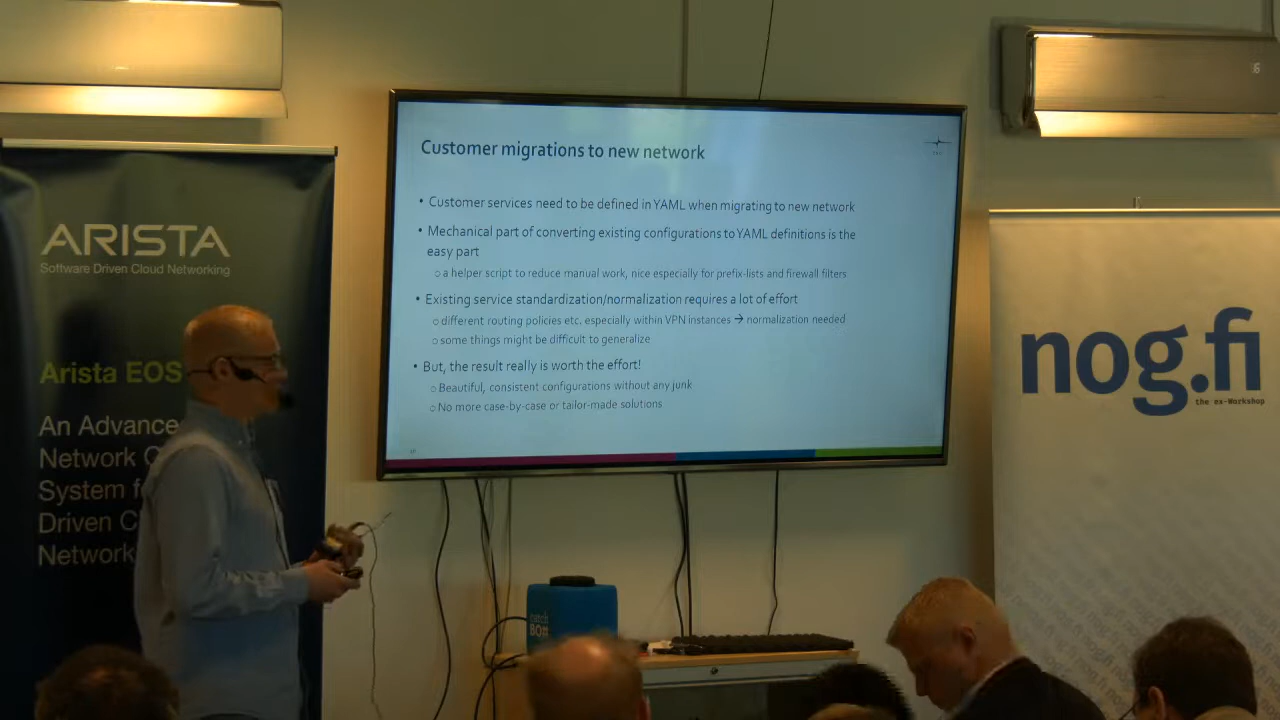 ARISTA
Software Driven Cloud Networking
Arista EOS
An Advance
Network
System f
Driven C
Network
Customer migrations to new network
• Customer services need to be defined in YAML when migrating to new network
• Mechanical part of converting existing configurations to YAML definitions is the
easy part
○ a helper script to reduce manual work, nice especially for prefix-lists and firewall filters
• Existing service standardization/normalization requires a lot of effort
○ different routing policies etc. especially within VPN instances → normalization needed
○ some things might be difficult to generalize
• But, the result really is worth the effort!
○ Beautiful, consistent configurations without any junk
○ No more case-by-case or tailor-made solutions
nog.fi
the ex-Workshop